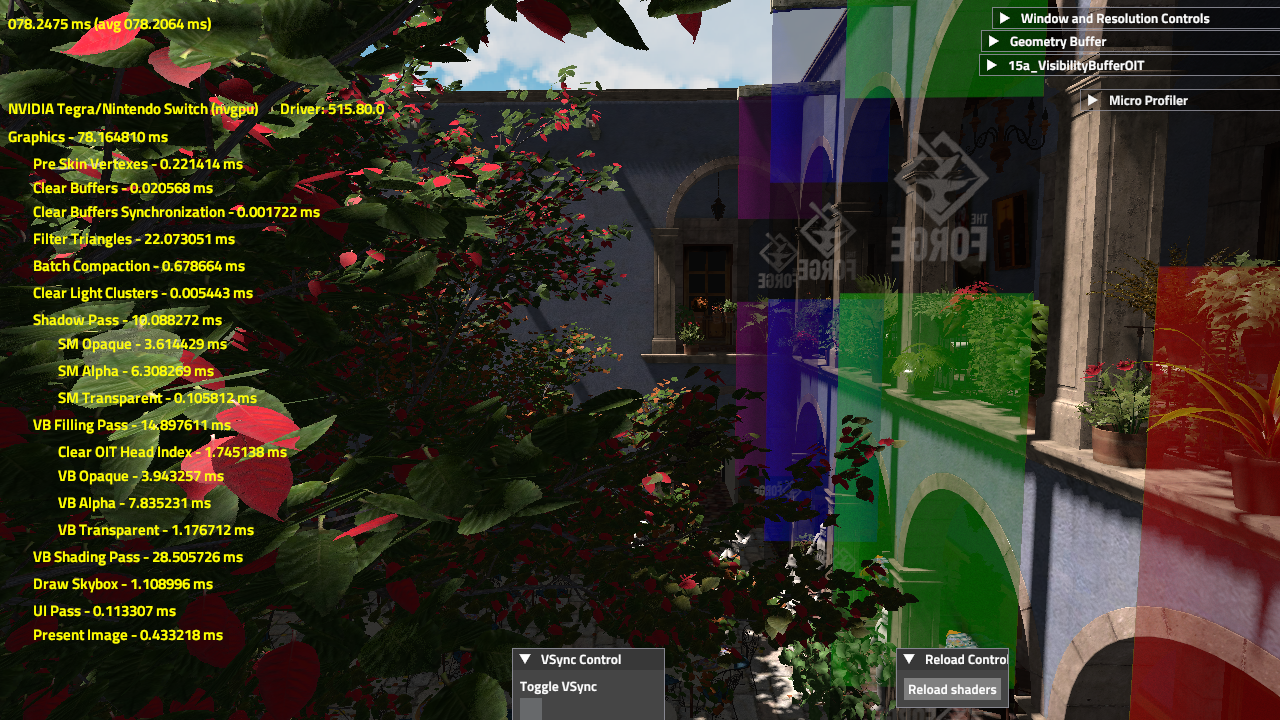 078.2475 ms (avg 078.2064 ms)
NVIDIA Tegra/Nintendo Switch (nvgpu) Driver: 515.80.0
Graphics - 78.164810 ms
Pre Skin Vertexes - 0.221414 ms
Clear Buffers - 0.020568 ms
Clear Buffers Synchronization - 0.001722 ms
Filter Triangles - 22.073051 ms
Batch Compaction - 0.678664 ms
Clear Light Clusters - 0.005443 ms
Shadow Pass - 10.088272 ms
SM Opaque - 3.614429 ms
SM Alpha - 6.308269 ms
SM Transparent - 0.105812 ms
VB Filling Pass - 14.897611 ms
Clear OIT Head Index - 1.745138 ms
VB Opaque - 3.943257 ms
VB Alpha - 7.835231 ms
VB Transparent - 1.176712 ms
VB Shading Pass - 28.505726 ms
Draw Skybox - 1.108996 ms
UI Pass - 0.113307 ms
Present Image - 0.433218 ms
Window and Resolution Controls
Geometry Buffer
15a_VisibilityBufferOIT
Micro Profiler
THE
FORGE
FORGE
FORGE
VSync Control
Toggle VSync
Reload Control
Reload shaders